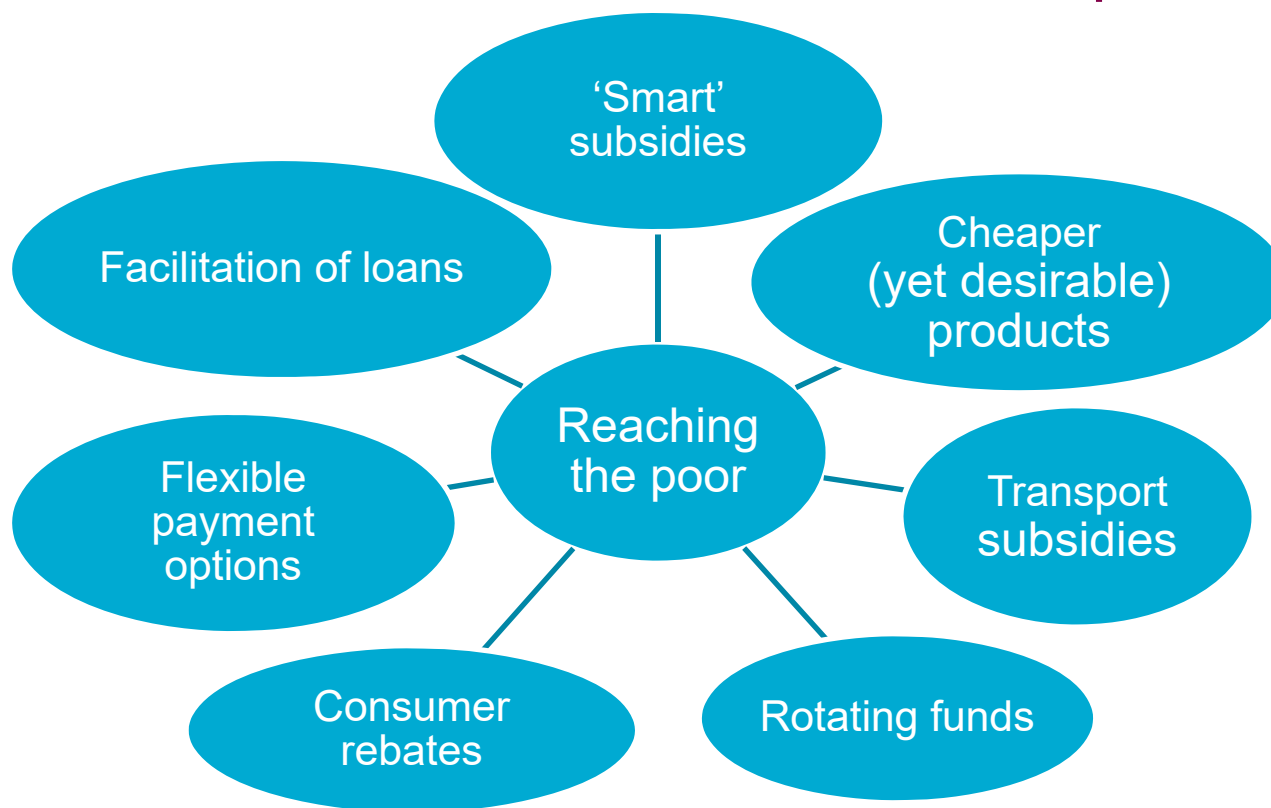 ‘Smart’
subsidies
Facilitation of loans
Cheaper
(yet desirable)
products
Reaching
the poor
Flexible
payment
options
Transport
subsidies
Consumer
rebates
Rotating funds